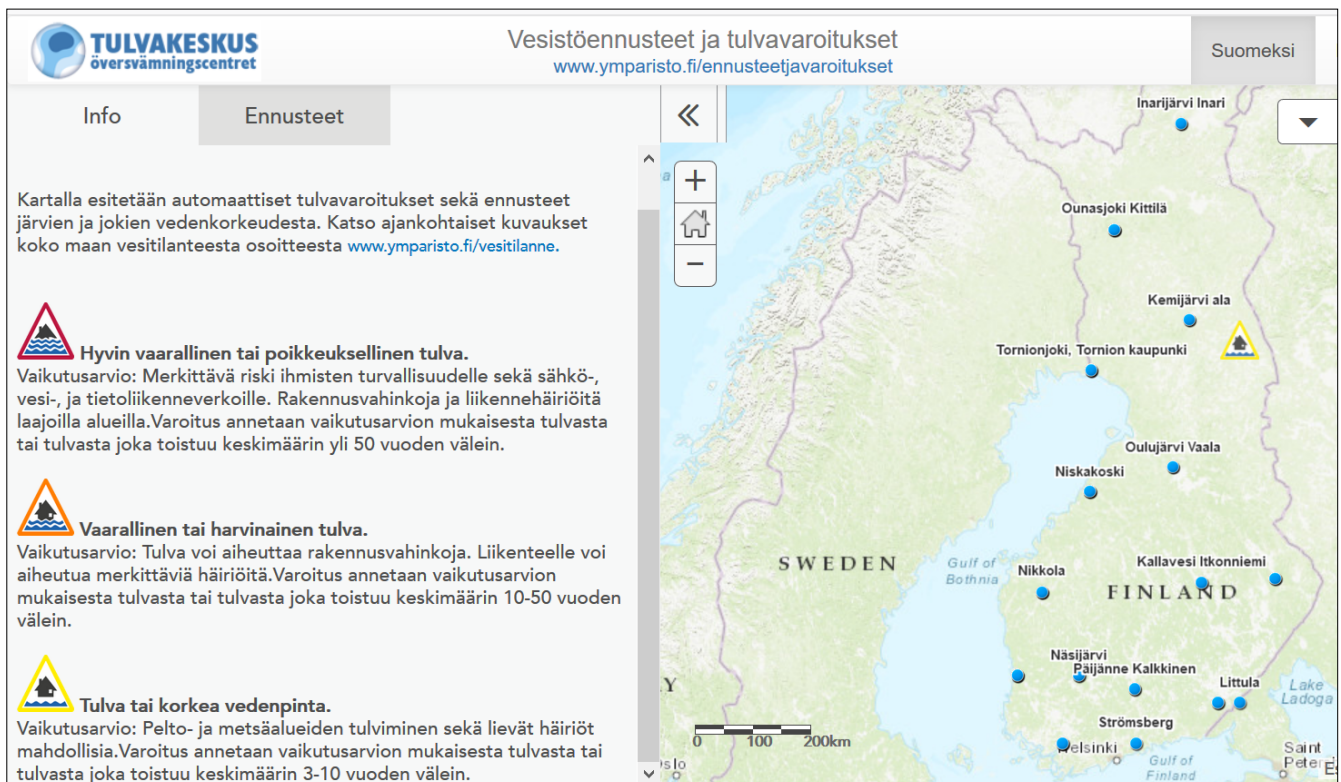 TULVAKESKUS
översvämningscentret
Vesistöennusteet ja tulvavaroitukset
www.ymparisto.fi/ennusteetjavaroitukset
Suomeksi
Info
Ennusteet
Kartalla esitetään automaattiset tulvavaroitukset sekä ennusteet
järvien ja jokien vedenkorkeudesta. Katso ajankohtaiset kuvaukset
koko maan vesitilanteesta osoitteesta www.ymparisto.fi/vesitilanne.
Hyvin vaarallinen tai poikkeuksellinen tulva.
Vaikutusarvio: Merkittävä riski ihmisten turvallisuudelle sekä sähkö-,
vesi-, ja tietoliikenneverkoille. Rakennusvahinkoja ja liikennehäiriöitä
laajoilla alueilla.Varoitus annetaan vaikutusarvion mukaisesta tulvasta
tai tulvasta joka toistuu keskimäärin yli 50 vuoden välein.
Vaarallinen tai harvinainen tulva.
Vaikutusarvio: Tulva voi aiheuttaa rakennusvahinkoja. Liikenteelle voi
aiheutua merkittäviä häiriöitä.Varoitus annetaan vaikutusarvion
mukaisesta tulvasta tai tulvasta joka toistuu keskimäärin 10-50 vuoden
välein.
Tulva tai korkea vedenpinta.
Vaikutusarvio: Pelto- ja metsäalueiden tulviminen sekä lievät häiriöt
mahdollisia.Varoitus annetaan vaikutusarvion mukaisesta tulvasta tai
tulvasta joka toistuu keskimäärin 3-10 vuoden välein.
Inarijärvi Inari
Ounasjoki Kittilä
Kemijärvi ala
Tornionjoki, Tornion kaupunki
Oulujärvi Vaala
Niskakoski
SWEDEN
Gulf of
Bothnia
Nikkola
Kallavesi Itkonniemi
FINLAND
Näsijärvi
Päijänne Kalkkinen
Littula
Lake
Ladoga
Strömsberg
0 100 200km
Helsinki
Gulf of
Finland
Saint